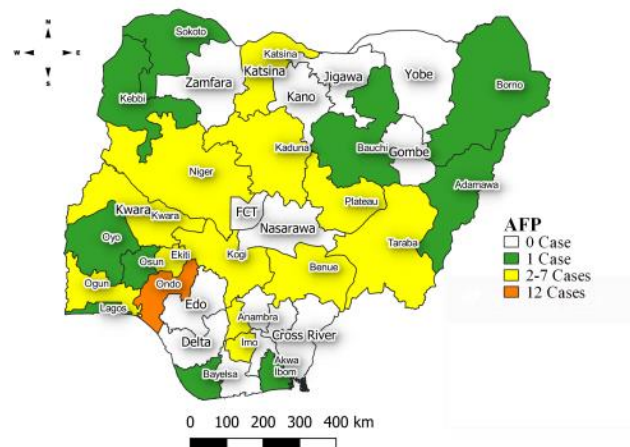 N
W E
S
Sokoto
Katsina
Katsina
Zamfara
Jigawa
Yobe
Kano
Borno
Kebbi
Kaduna
Bauchi
Gombe
Niger
Adamawa
Plateau
Kwara
Kwara
FCT
Nasarawa
Taraba
Oyo
Osun
Ekiti
Kogi
Benue
Ogun
Ondo
Lagos
Edo
Anambra
Cross River
Delta
Imo
Akwa
Ibom
Bayelsa
AFP
0 Case
1 Case
2-7 Cases
12 Cases
0 100 200 300 400 km